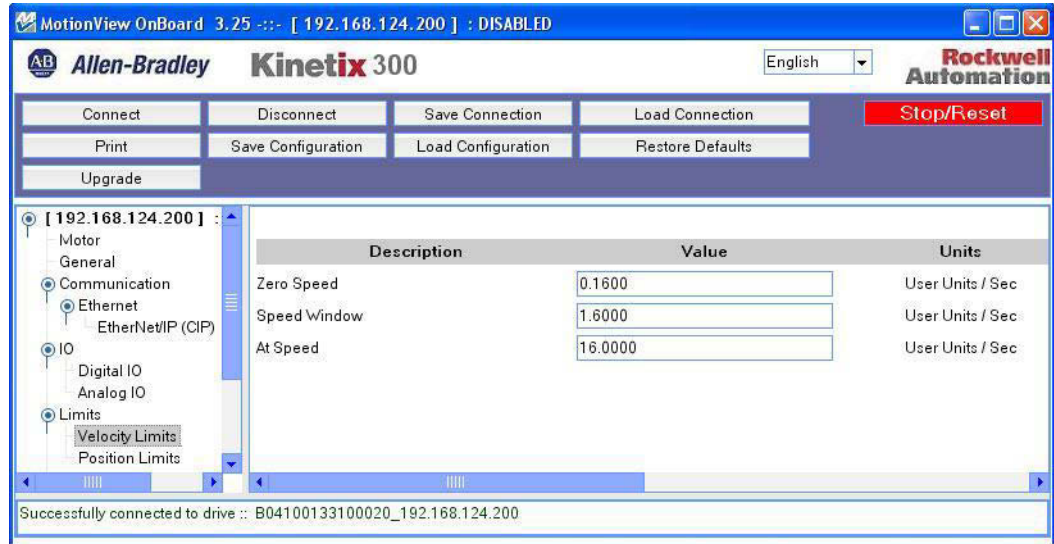 MotionView OnBoard 3.25 -::- [ 192.168.124.200 ] : DISABLED
AB Allen-Bradley Kinetix 300 English Rockwell Automation
Connect Disconnect Save Connection Load Connection Stop/Reset
Print Save Configuration Load Configuration Restore Defaults
Upgrade
[ 192.168.124.200 ] :
Motor
General
Communication
Ethernet
EtherNet/IP (CIP)
IO
Digital IO
Analog IO
Limits
Velocity Limits
Position Limits
Description Value Units
Zero Speed 0.1600 User Units / Sec
Speed Window 1.6000 User Units / Sec
At Speed 16.0000 User Units / Sec
Successfully connected to drive :: B04100133100020_192.168.124.200